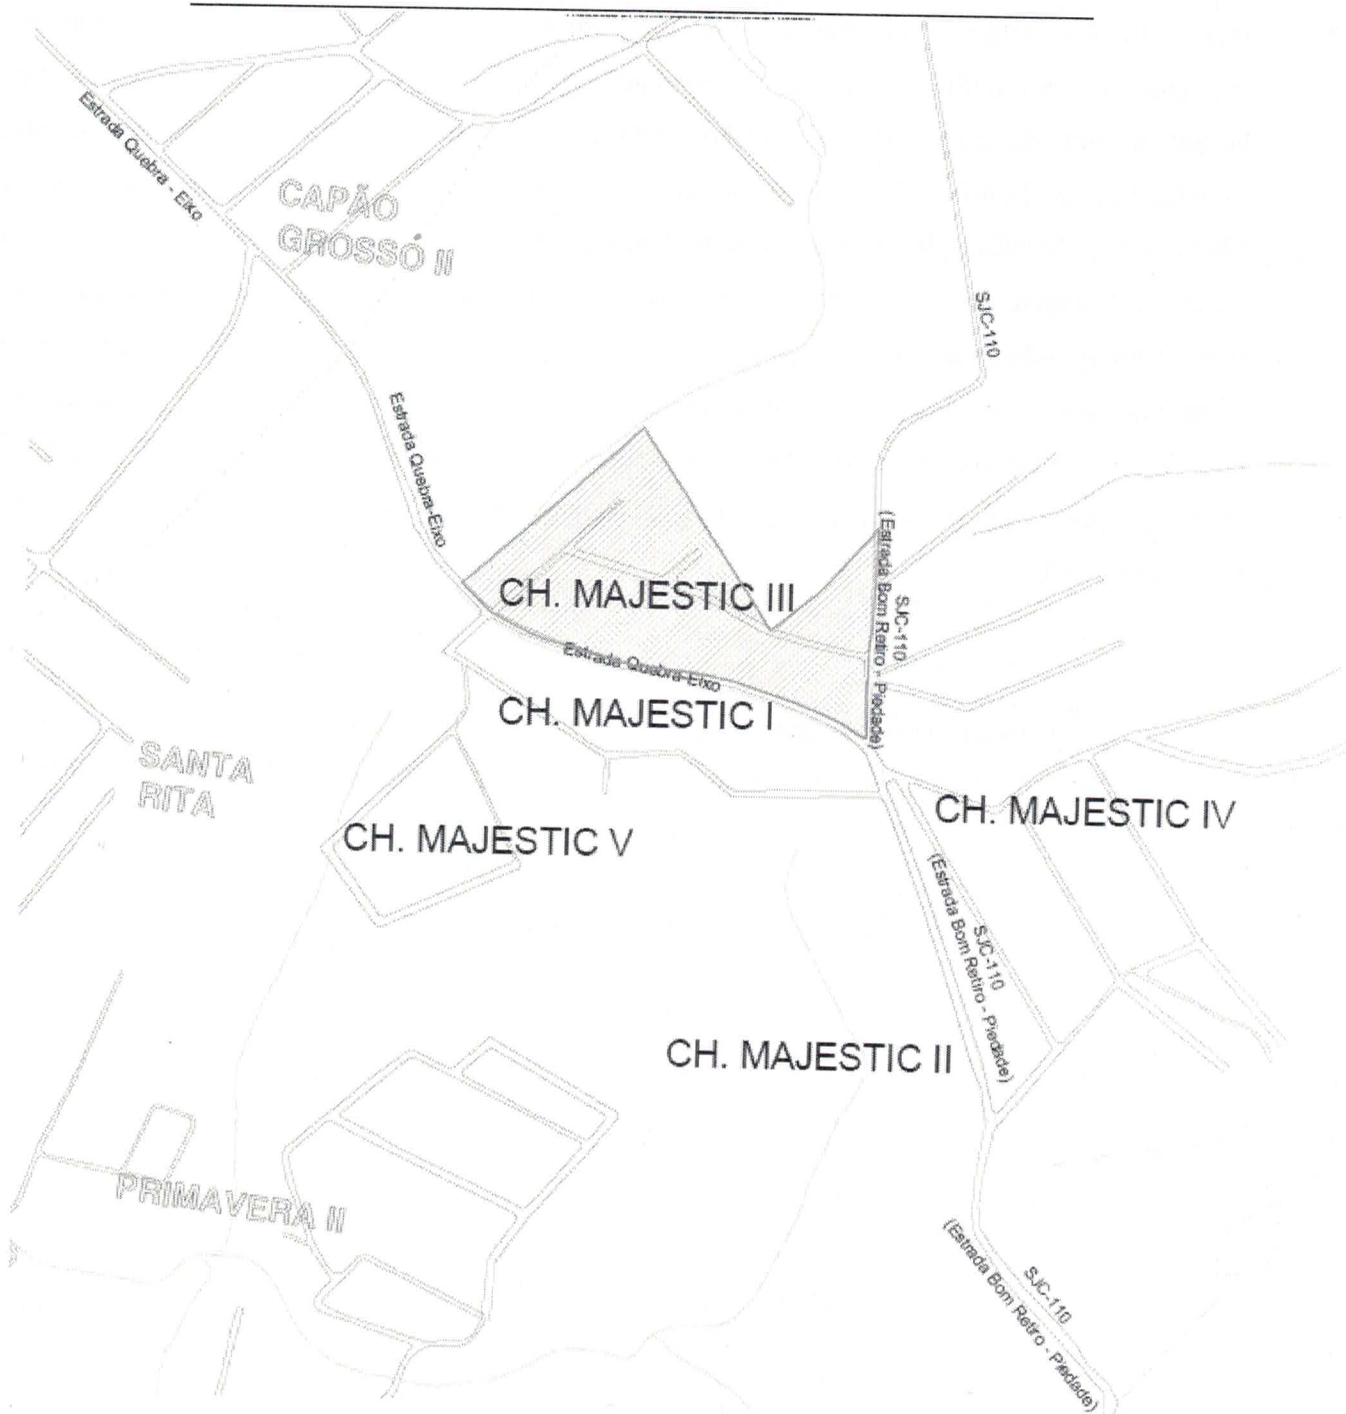 Estrada Quebra - Eixo
CAPÃO
GROSSO II
SJC-110
Estrada Quebra-Eixo
CH. MAJESTIC III
SJC-110
(Estrada Bom Retiro - Piedade)
Estrada Quebra-Eixo
CH. MAJESTIC I
SANTA
RITA
CH. MAJESTIC IV
CH. MAJESTIC V
SJC-110
(Estrada Bom Retiro - Piedade)
CH. MAJESTIC II
PRIMAVERA II
SJC-110
(Estrada Bom Retiro - Piedade)